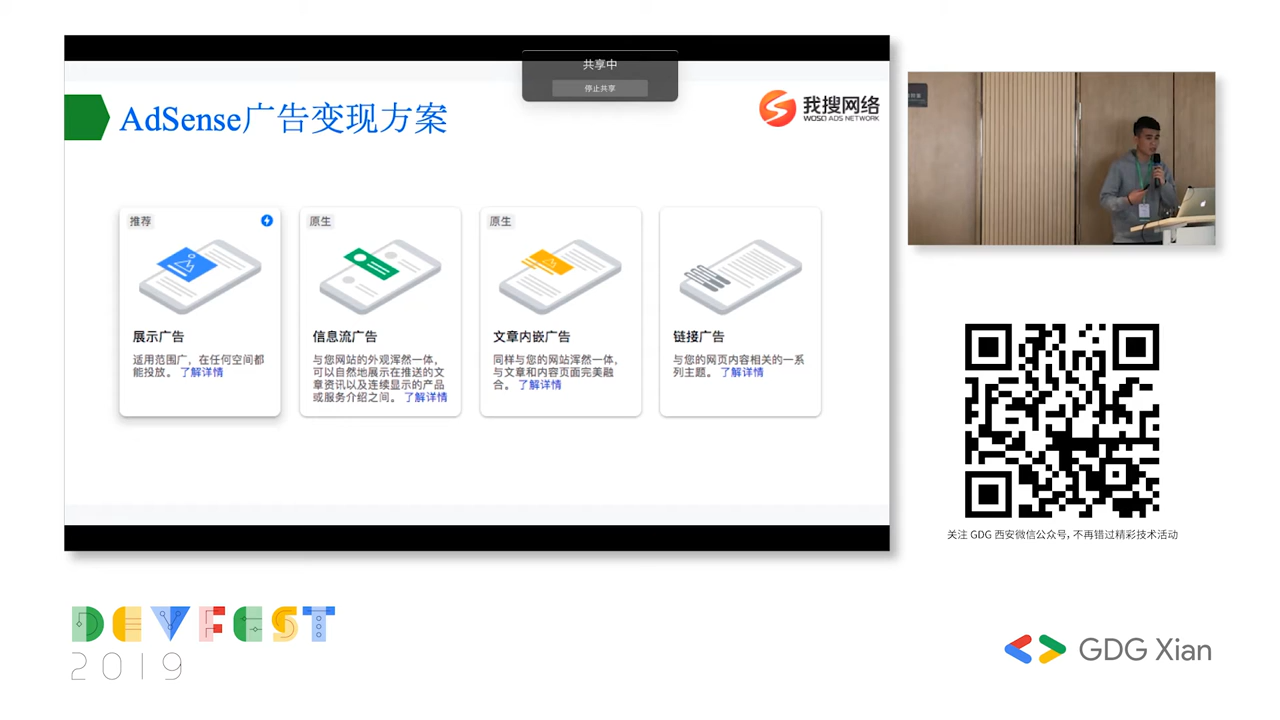 共享中
停止共享
AdSense广告变现方案
我搜网络
WOSO ADS NETWORK
推荐
展示广告
适用范围广，在任何空间都
能投放。 了解详情
原生
信息流广告
与您网站的外观浑然一体，
可以自然地展示在推送的文
章资讯以及连续显示的产品
或服务介绍之间。 了解详情
原生
文章内嵌广告
同样与您的网站浑然一体，
与文章和内容页面完美融
合。 了解详情
链接广告
与您的网页内容相关的一系
列主题。 了解详情
关注 GDG 西安微信公众号，不再错过精彩技术活动
DEVFEST
2019
GDG Xian